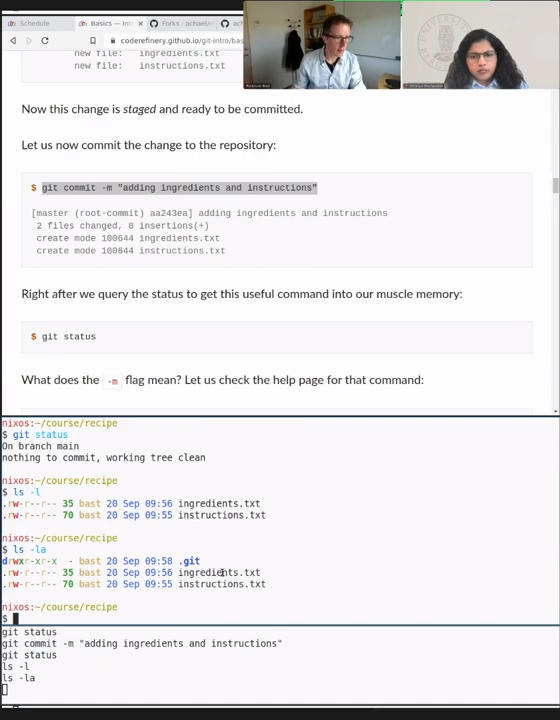 Schedule
Basics — Intr
Forks · achael
ach
coderefinery.github.io/git-intro/bas
new file:   ingredients.txt
new file:   instructions.txt
Now this change is staged and ready to be committed.
Let us now commit the change to the repository:
$ git commit -m "adding ingredients and instructions"
[master (root-commit) aa243ea] adding ingredients and instructions
2 files changed, 8 insertions(+)
create mode 100644 ingredients.txt
create mode 100644 instructions.txt
Right after we query the status to get this useful command into our muscle memory:
$ git status
What does the -m flag mean? Let us check the help page for that command:
nixos:~/course/recipe
$ git status
On branch main
nothing to commit, working tree clean
nixos:~/course/recipe
$ ls -l
.rw-r--r-- 35 bast 20 Sep 09:56 ingredients.txt
.rw-r--r-- 70 bast 20 Sep 09:55 instructions.txt
nixos:~/course/recipe
$ ls -la
drwxr-xr-x  - bast 20 Sep 09:58 .git
.rw-r--r-- 35 bast 20 Sep 09:56 ingredients.txt
.rw-r--r-- 70 bast 20 Sep 09:55 instructions.txt
nixos:~/course/recipe
$
git status
git commit -m "adding ingredients and instructions"
git status
ls -l
ls -la